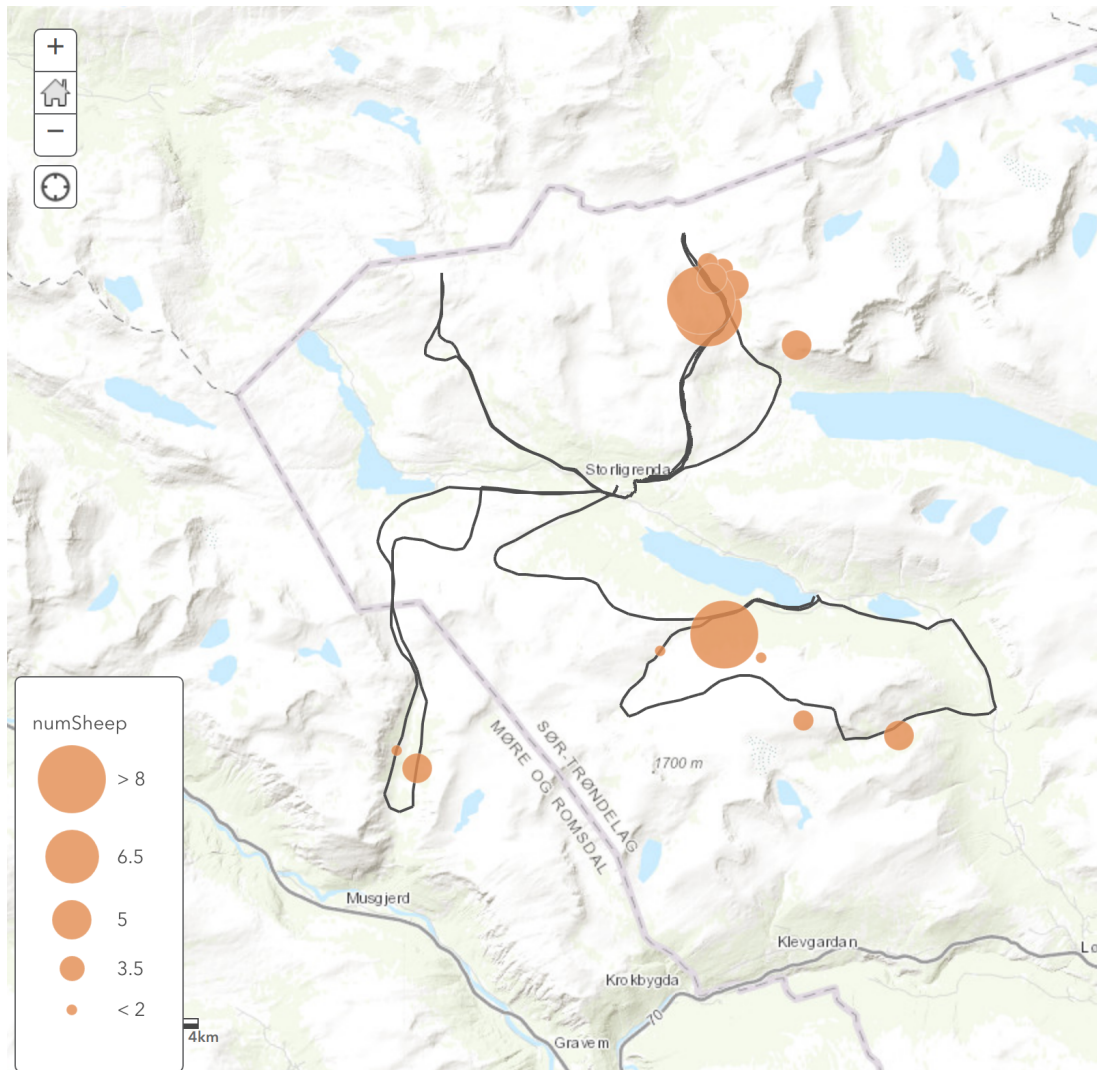 +
−
Storligrenda
SØR-TRØNDELAG
MØRE OG ROMSDAL
1700 m
numSheep
> 8
6.5
5
3.5
< 2
4km
Musgjerd
Klevgardan
Krokbygda
70
Gravem